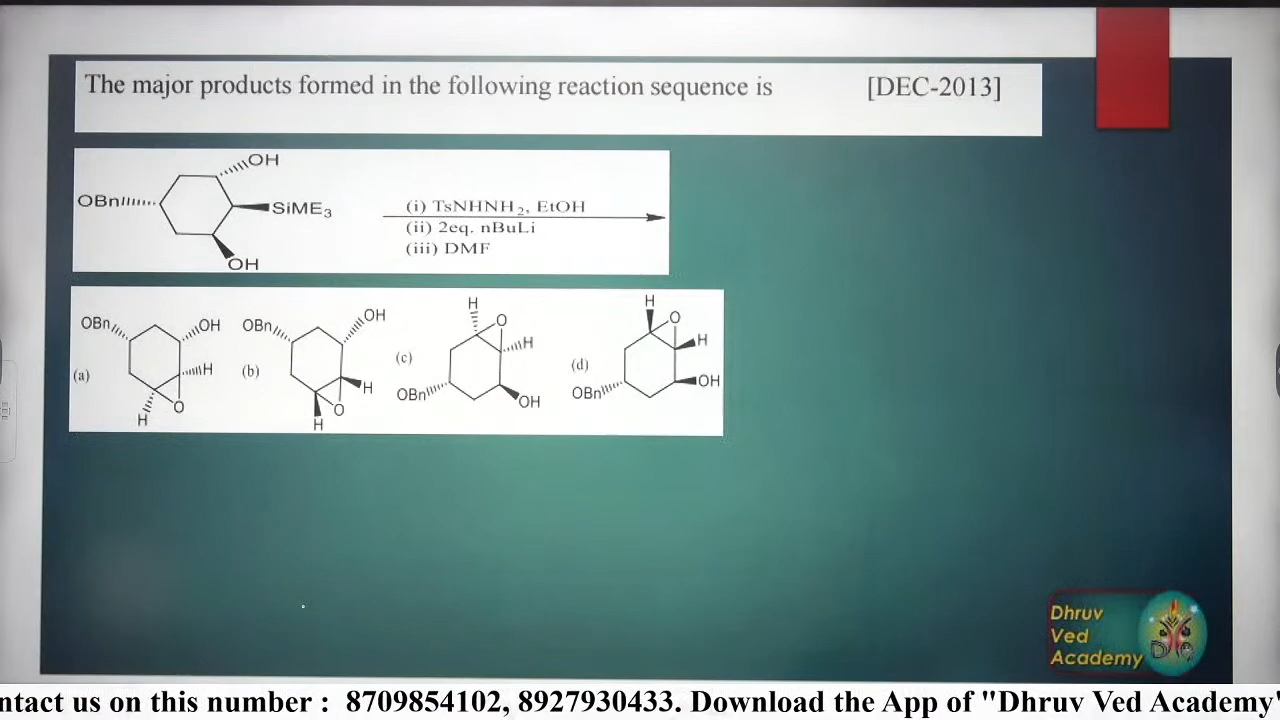 The major products formed in the following reaction sequence is [DEC-2013]
OH
OBn
SiME3
OH
(i) TsNHNH2, EtOH
(ii) 2eq. nBuLi
(iii) DMF
(a)
OBn
OH
H
O
H
(b)
OBn
OH
H
O
H
(c)
H
O
H
OBn
OH
(d)
H
O
H
OBn
OH
Dhruv
Ved
Academy
ntact us on this number : 8709854102, 8927930433. Download the App of "Dhruv Ved Academy"